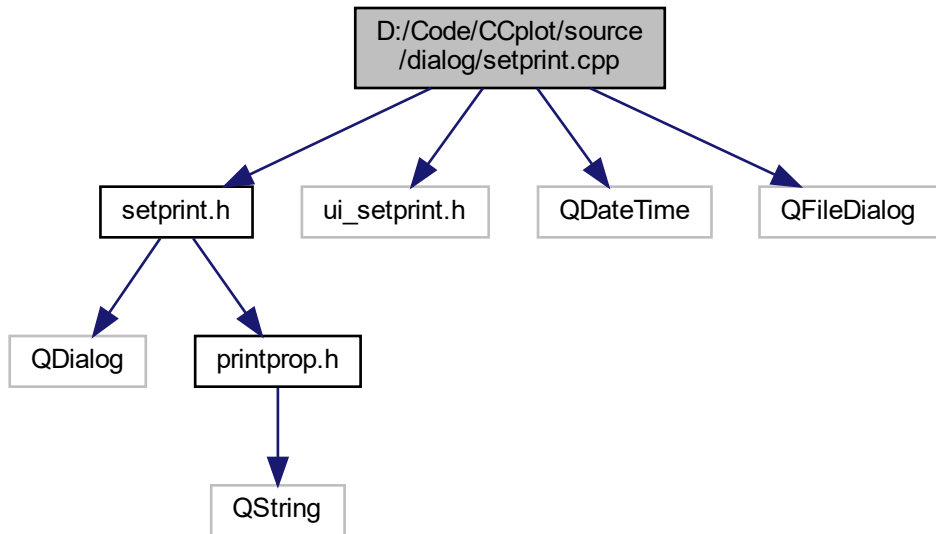 D:/Code/CCplot/source
/dialog/setprint.cpp
setprint.h
ui_setprint.h
QDateTime
QFileDialog
QDialog
printprop.h
QString